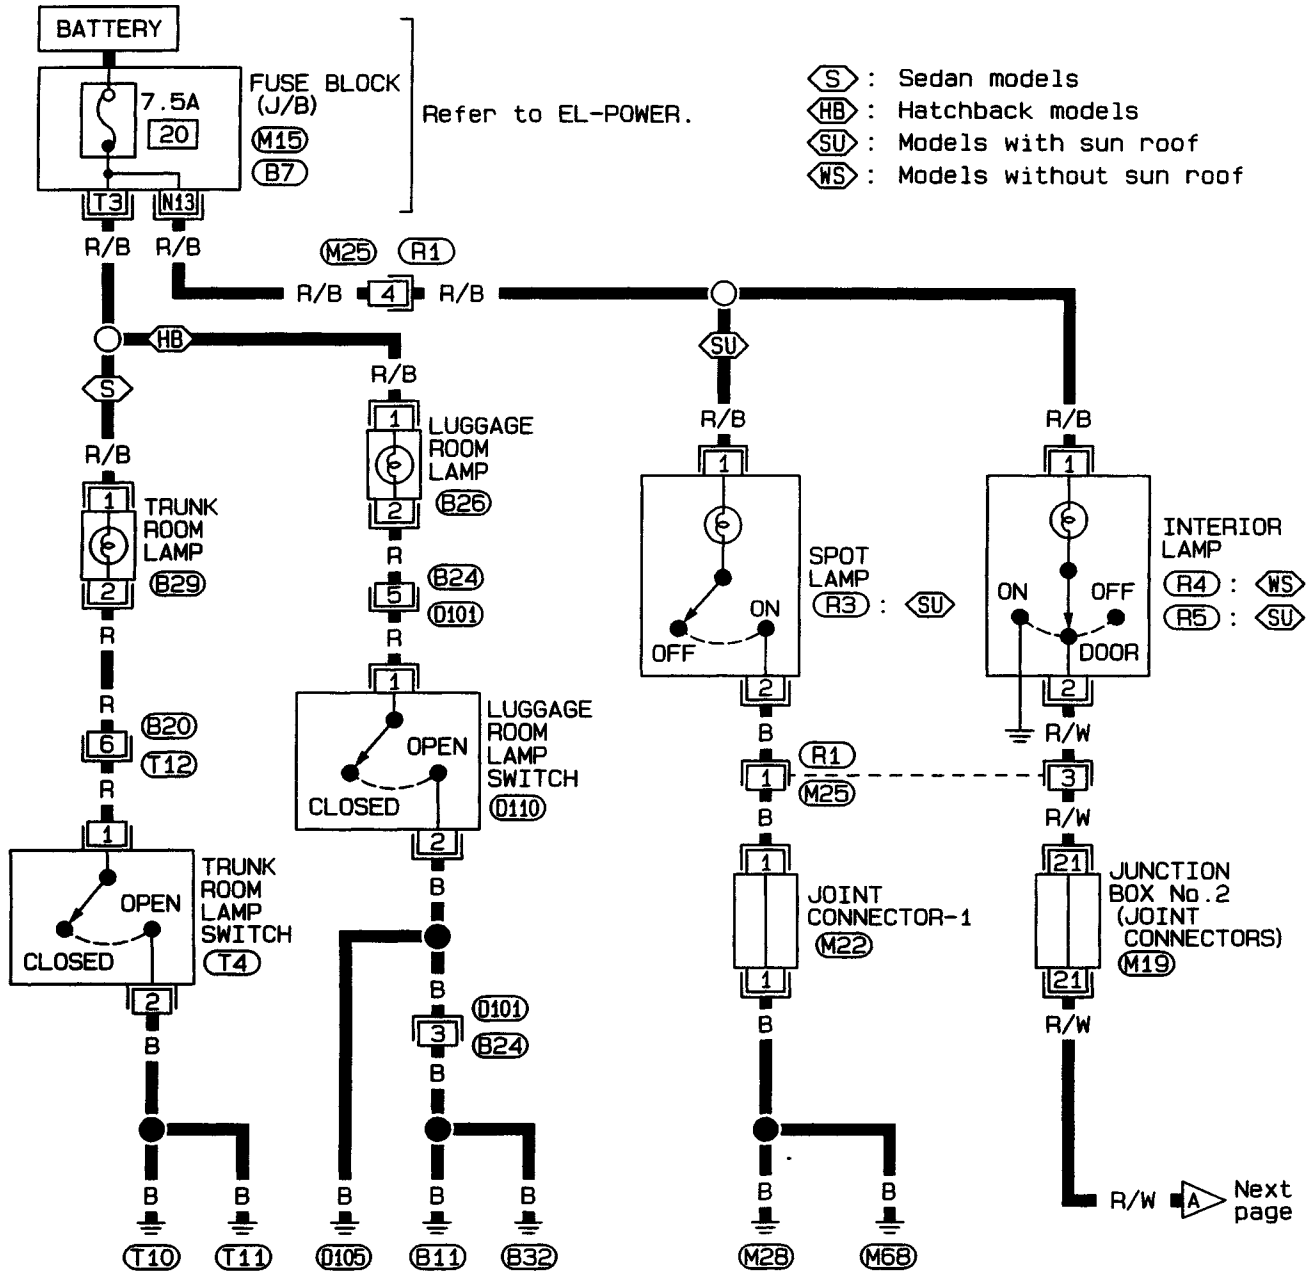 BATTERY
7.5A
20
FUSE BLOCK
(J/B)
M15
B7
Refer to EL-POWER.
S : Sedan models
HB : Hatchback models
SU : Models with sun roof
WS : Models without sun roof
T3
N13
R/B
R/B
M25
R1
R/B
4
R/B
HB
S
SU
R/B
R/B
R/B
R/B
1
LUGGAGE
ROOM
LAMP
B26
2
R
1
TRUNK
ROOM
LAMP
B29
2
R
5
B24
D101
R
1
SPOT
LAMP
R3 : SU
ON
OFF
2
1
INTERIOR
LAMP
R4 : WS
R5 : SU
ON
OFF
DOOR
2
R
6
B20
T12
R
1
OPEN
CLOSED
LUGGAGE
ROOM
LAMP
SWITCH
D110
2
B
R/W
1
R1
M25
3
B
R/W
1
OPEN
CLOSED
TRUNK
ROOM
LAMP
SWITCH
T4
2
B
1
JOINT
CONNECTOR-1
M22
1
21
JUNCTION
BOX No.2
(JOINT
CONNECTORS)
M19
21
B
B
3
D101
B24
B
B
R/W
B
B
B
B
B
B
B
R/W
A
Next
page
T10
T11
D105
B11
B32
M28
M68